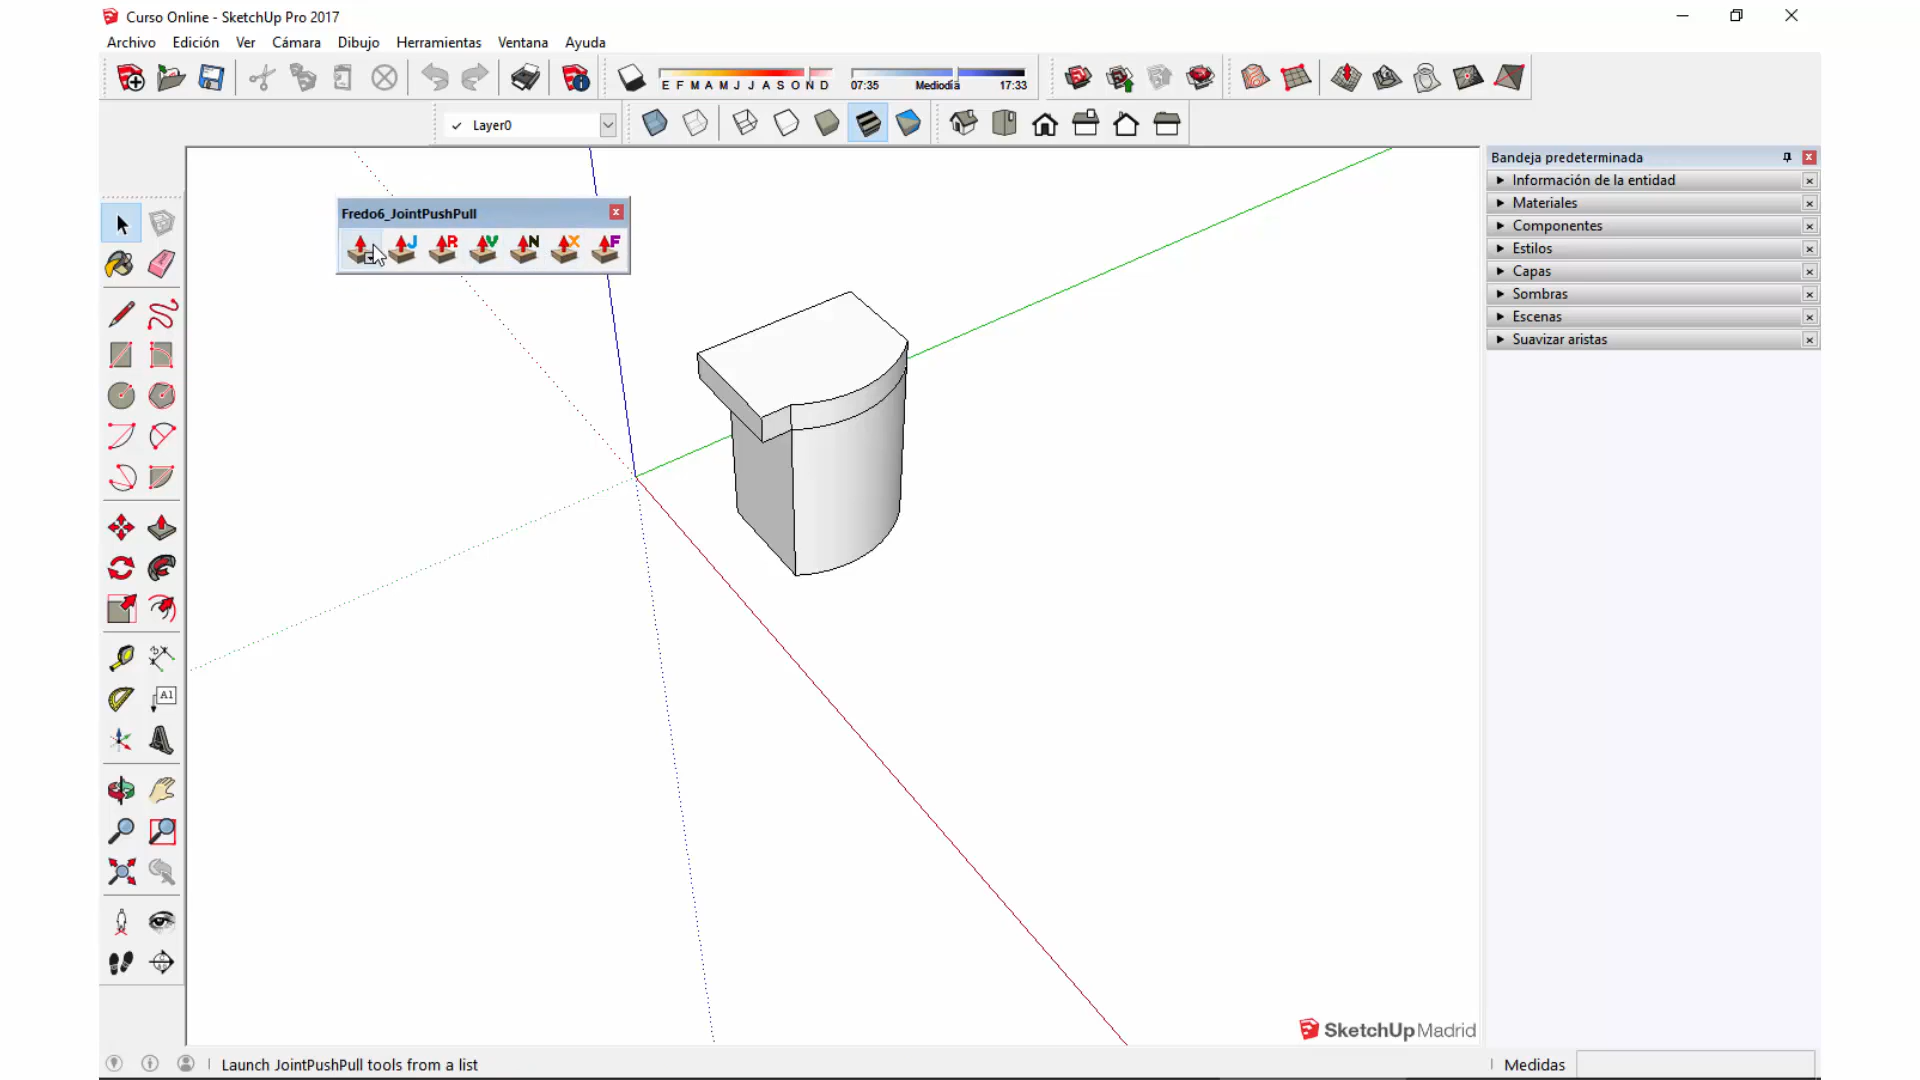 Curso Online - SketchUp Pro 2017
Archivo Edición Ver Cámara Dibujo Herramientas Ventana Ayuda
E F M A M J J A S O N D 07:35 Mediodía 17:33
Layer0
Bandeja predeterminada
Información de la entidad
Materiales
Componentes
Estilos
Capas
Sombras
Escenas
Suavizar aristas
Fredo6_JointPushPull
J R V N X F
A1
SketchUp Madrid
Launch JointPushPull tools from a list
Medidas